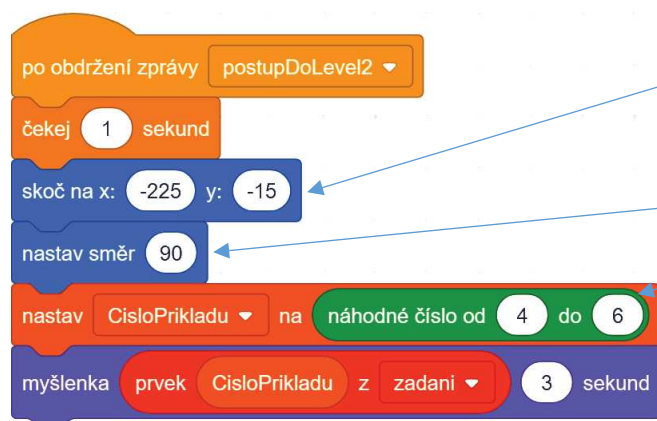 po obdržení zprávy postupDoLevel2
čekej 1 sekund
skoč na x: -225 y: -15
nastav směr 90
nastav CisloPrikladu na náhodné číslo od 4 do 6
myšlenka prvek CisloPrikladu z zadani 3 sekund